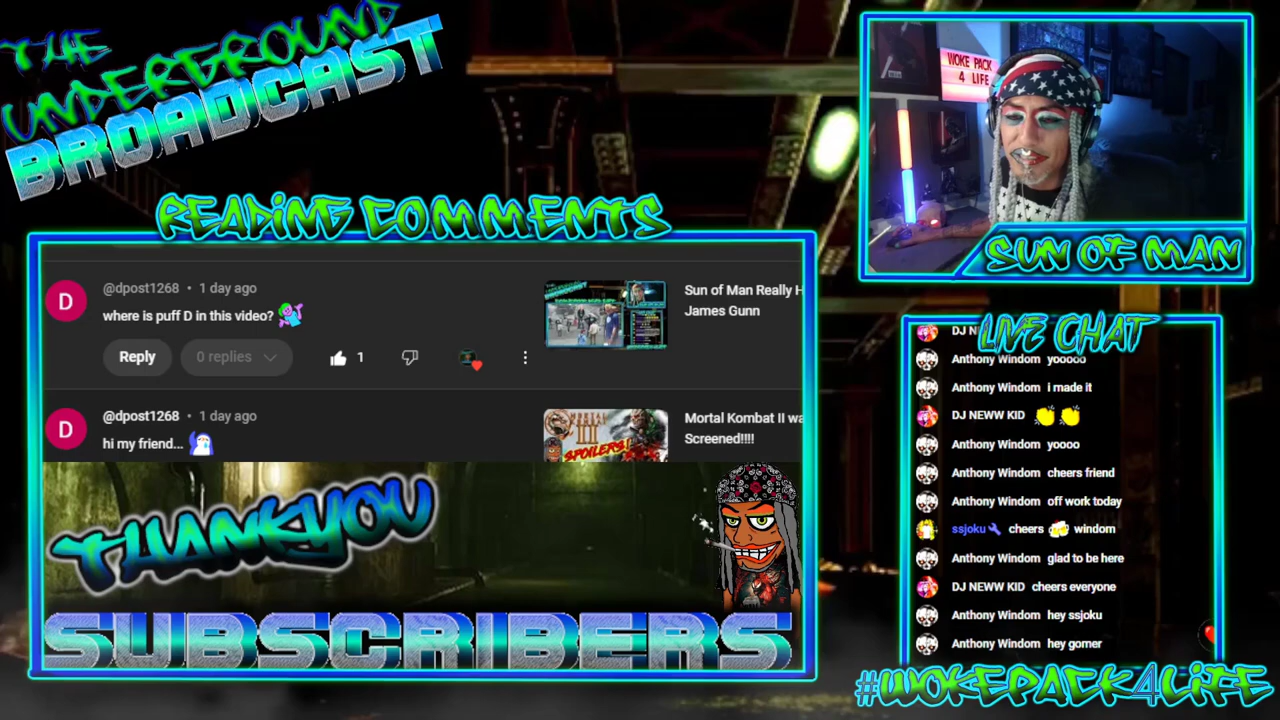 THE
UNDERGROUND
BROADCAST
READING COMMENTS
@dpost1268 • 1 day ago
where is puff D in this video?
Reply
0 replies
1
Sun of Man Really H
James Gunn
@dpost1268 • 1 day ago
hi my friend...
Mortal Kombat II wa
Screened!!!!
SPOILERS!
D
D
THANKYOU
SUBSCRIBERS
WOKE PACK
4 LIFE
SUN OF MAN
LIVE CHAT
DJ N
Anthony Windom yooooo
Anthony Windom i made it
DJ NEWW KID
Anthony Windom yoooo
Anthony Windom cheers friend
Anthony Windom off work today
ssjoku cheers windom
Anthony Windom glad to be here
DJ NEWW KID cheers everyone
Anthony Windom hey ssjoku
Anthony Windom hey gomer
#WOKEPACK4LIFE